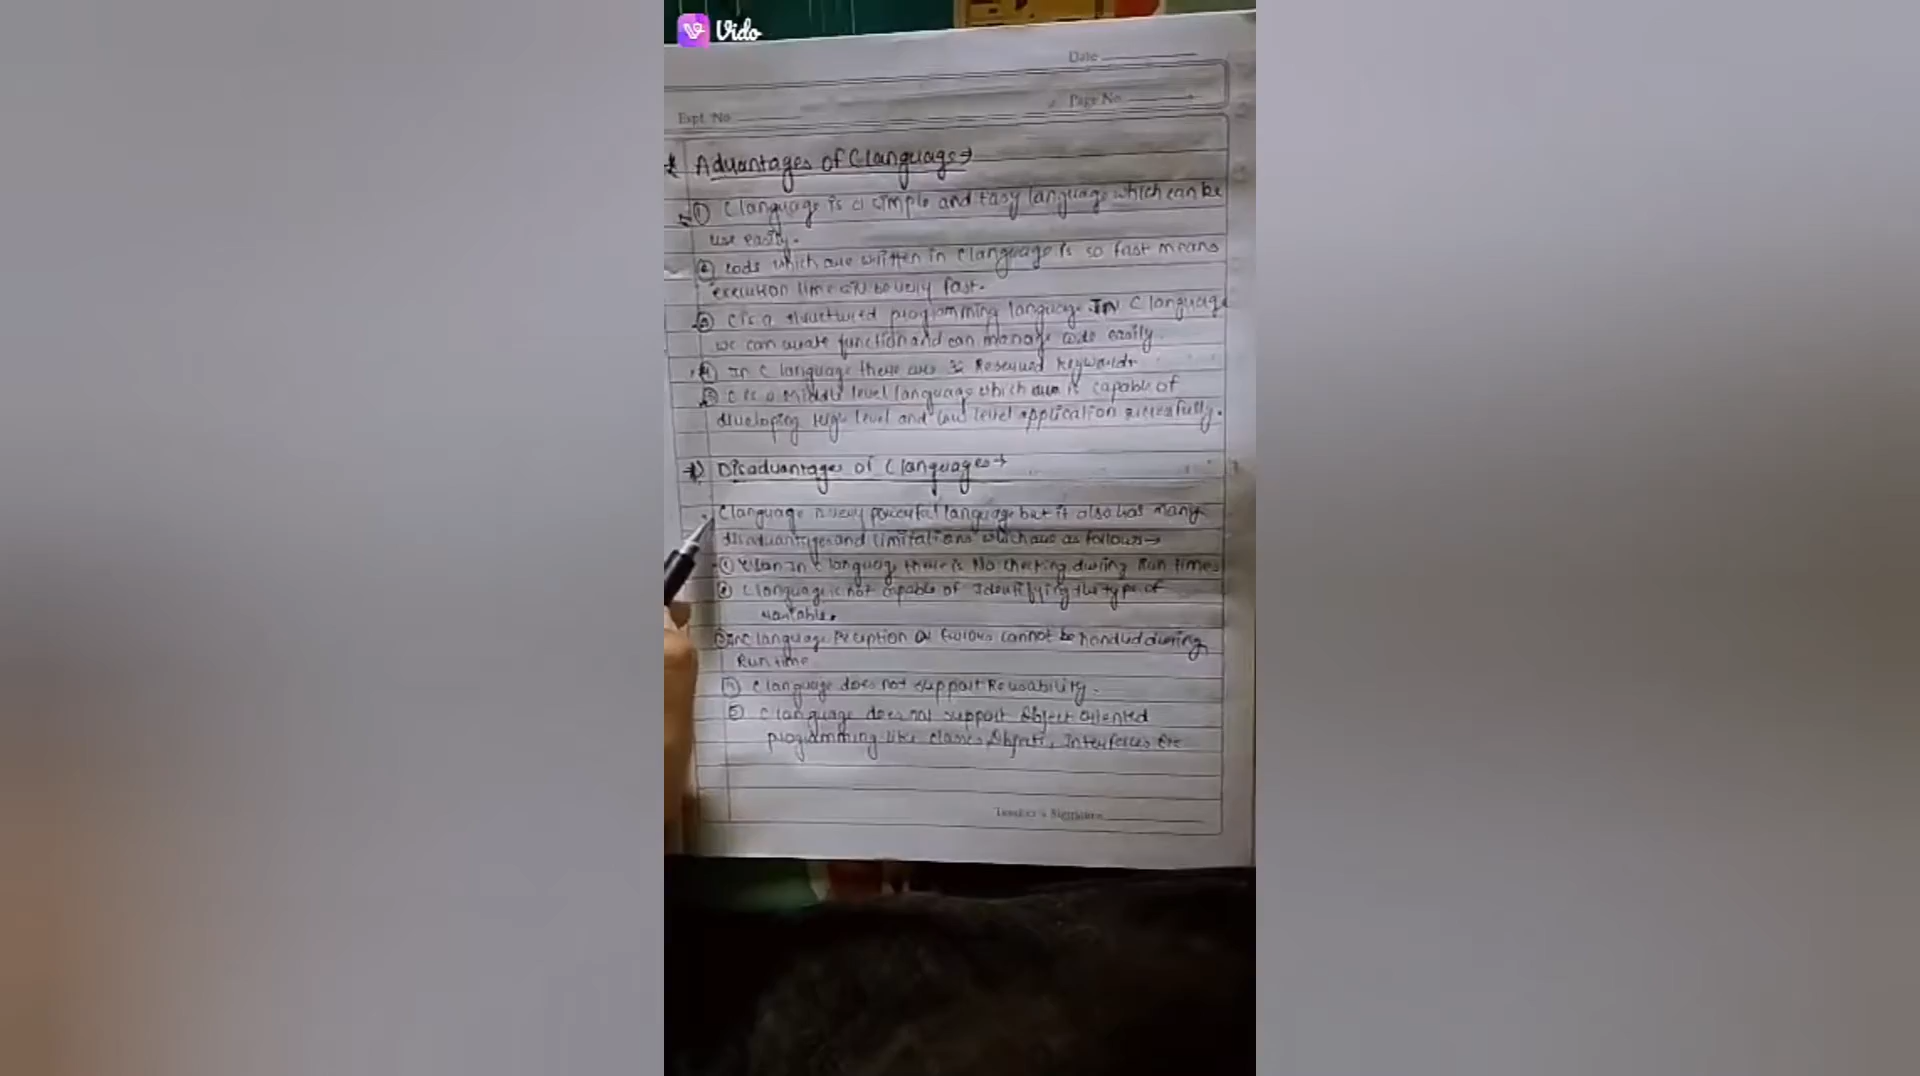 Vido
Date
Page No
Expt. No
* Advantages of C language→
① C language is a simple and Easy language which can be
use easily.
② code which are written in C language is so fast means
execution time can be very fast.
③ C is a structured programming language. IN C language
we can create function and can manage code easily.
④ In C language there are 32 Reserved keywords.
⑤ C is a Middle level language which is capable of
developing high level and low level application successfully.
* Disadvantages of C languages→
C language is very powerful language but it also has many
disadvantages and limitations which are as follows→
① In C language there is No checking during Run times
② C language is not capable of Identifying the type of
variable.
③ In C language Exception or Errors cannot be handled during
Run time
④ C language does not support Reusability.
⑤ C language does not support Object oriented
programming like classes, Objects, Interfaces Etc
Teacher's Signature